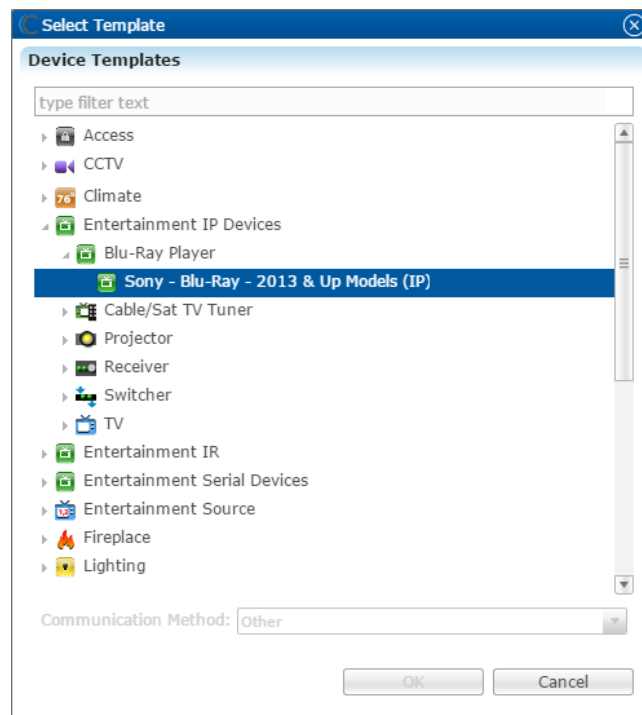 Select Template
Device Templates
type filter text
Access
CCTV
76° Climate
Entertainment IP Devices
Blu-Ray Player
Sony - Blu-Ray - 2013 & Up Models (IP)
Cable/Sat TV Tuner
Projector
Receiver
Switcher
TV
Entertainment IR
Entertainment Serial Devices
1,2 Entertainment Source
Fireplace
Lighting
Communication Method: Other
OK Cancel